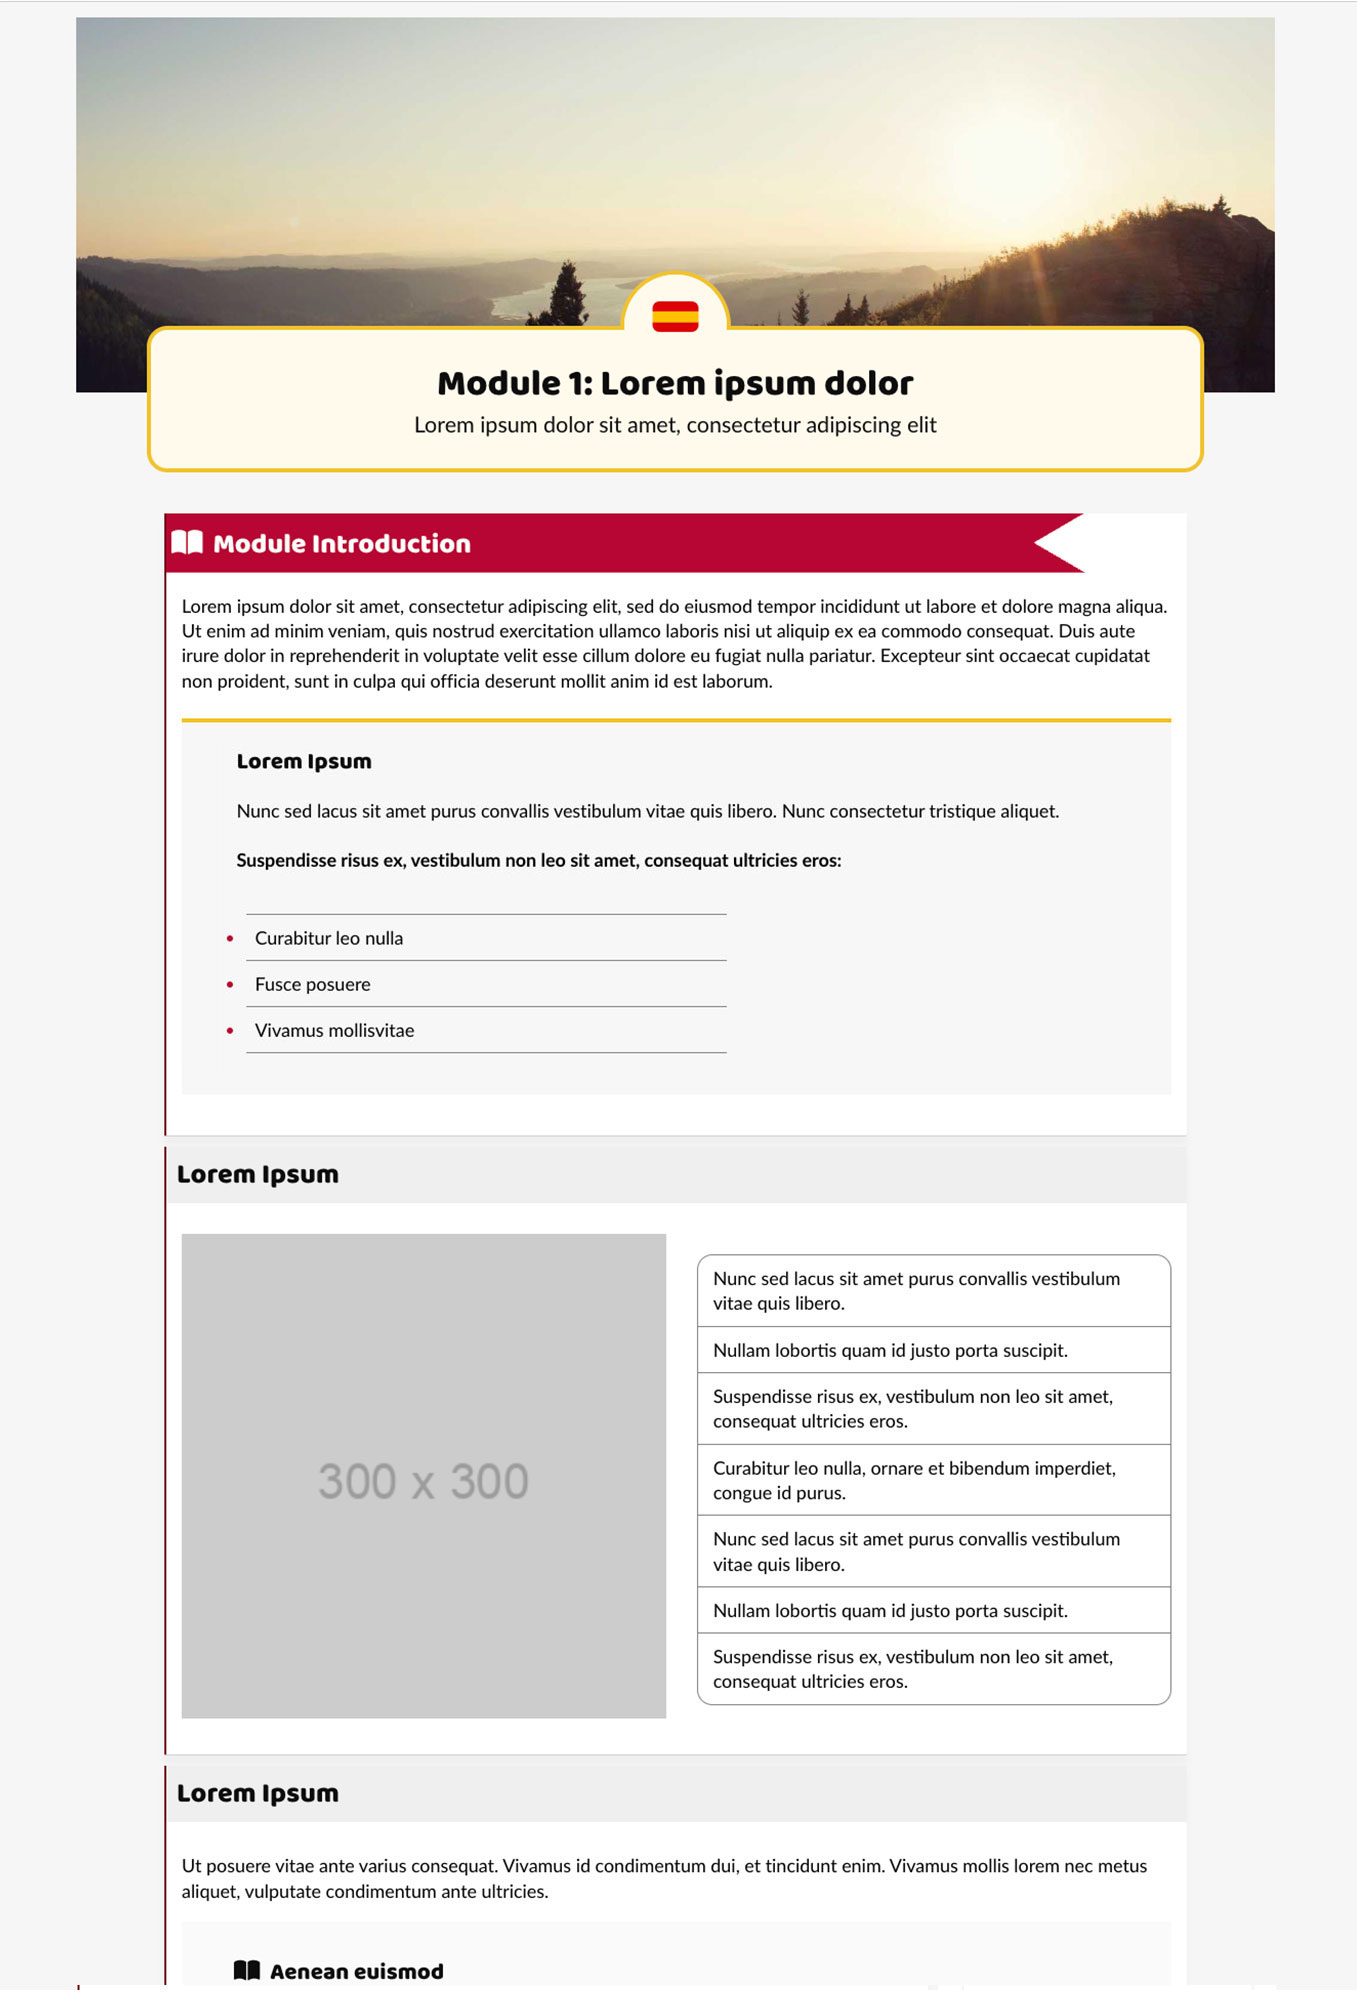 Module 1: Lorem ipsum dolor
Lorem ipsum dolor sit amet, consectetur adipiscing elit
Module Introduction
Lorem ipsum dolor sit amet, consectetur adipiscing elit, sed do eiusmod tempor incididunt ut labore et dolore magna aliqua.
Ut enim ad minim veniam, quis nostrud exercitation ullamco laboris nisi ut aliquip ex ea commodo consequat. Duis aute
irure dolor in reprehenderit in voluptate velit esse cillum dolore eu fugiat nulla pariatur. Excepteur sint occaecat cupidatat
non proident, sunt in culpa qui officia deserunt mollit anim id est laborum.
Lorem Ipsum
Nunc sed lacus sit amet purus convallis vestibulum vitae quis libero. Nunc consectetur tristique aliquet.
Suspendisse risus ex, vestibulum non leo sit amet, consequat ultricies eros:
• Curabitur leo nulla
• Fusce posuere
• Vivamus mollisvitae
Lorem Ipsum
300 x 300
Nunc sed lacus sit amet purus convallis vestibulum
vitae quis libero.
Nullam lobortis quam id justo porta suscipit.
Suspendisse risus ex, vestibulum non leo sit amet,
consequat ultricies eros.
Curabitur leo nulla, ornare et bibendum imperdiet,
congue id purus.
Nunc sed lacus sit amet purus convallis vestibulum
vitae quis libero.
Nullam lobortis quam id justo porta suscipit.
Suspendisse risus ex, vestibulum non leo sit amet,
consequat ultricies eros.
Lorem Ipsum
Ut posuere vitae ante varius consequat. Vivamus id condimentum dui, et tincidunt enim. Vivamus mollis lorem nec metus
aliquet, vulputate condimentum ante ultricies.
Aenean euismod